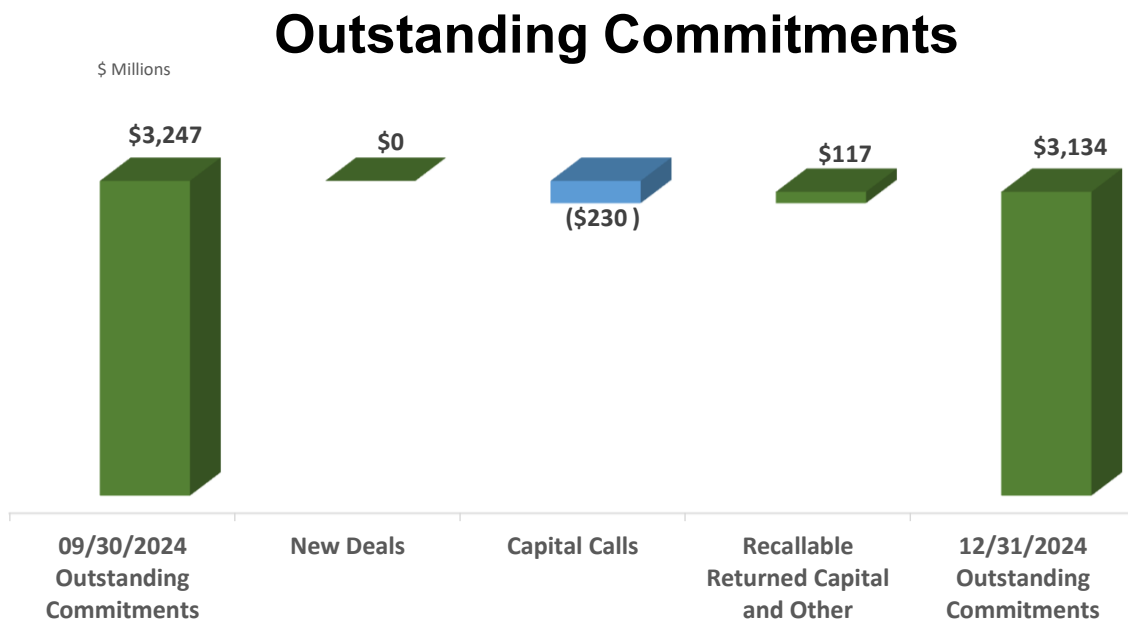 Outstanding Commitments
$ Millions
$3,247
$0
($230 )
$117
$3,134
09/30/2024
Outstanding
Commitments
New Deals
Capital Calls
Recallable
Returned Capital
and Other
12/31/2024
Outstanding
Commitments